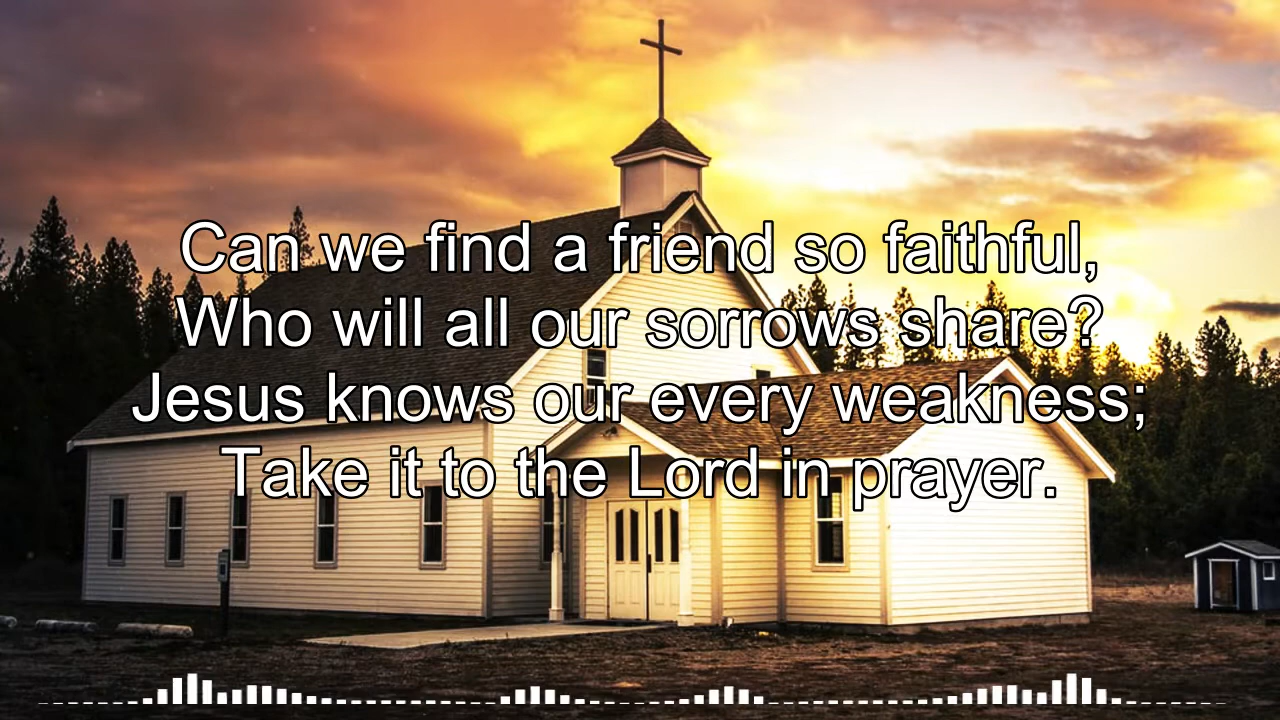 Can we find a friend so faithful,
Who will all our sorrows share?
Jesus knows our every weakness;
Take it to the Lord in prayer.